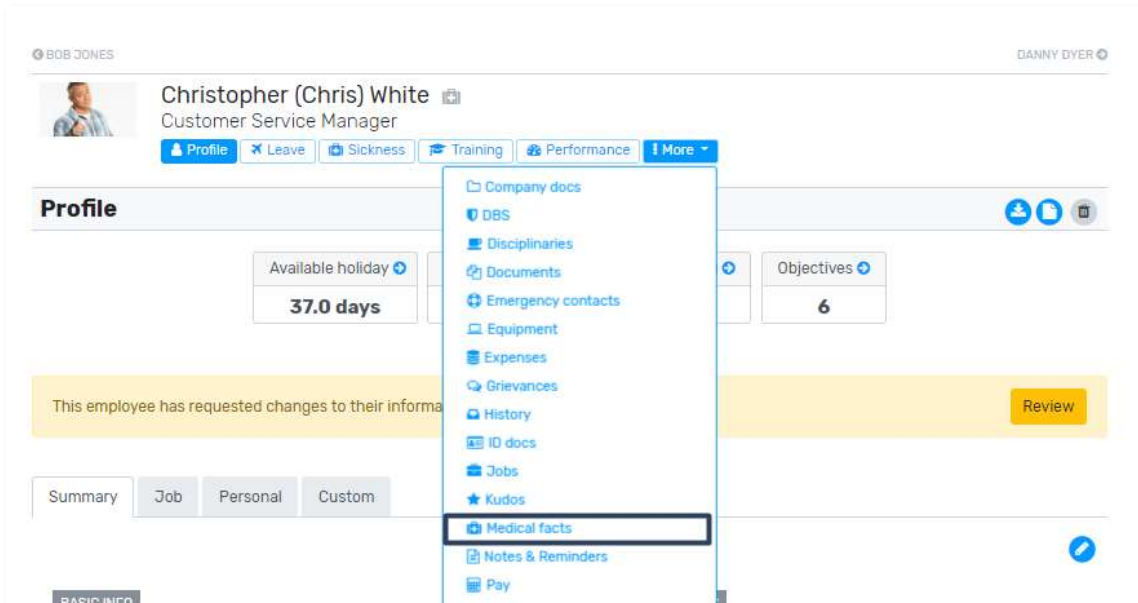 BOB JONES
DANNY DYER
Christopher (Chris) White
Customer Service Manager
Profile Leave Sickness Training Performance More
Company docs
DBS
Disciplinaries
Documents
Emergency contacts
Equipment
Expenses
Grievances
History
ID docs
Jobs
Kudos
Medical facts
Notes & Reminders
Pay
Profile
Available holiday
37.0 days
Objectives
6
This employee has requested changes to their informa
Review
Summary Job Personal Custom
BASIC INFO